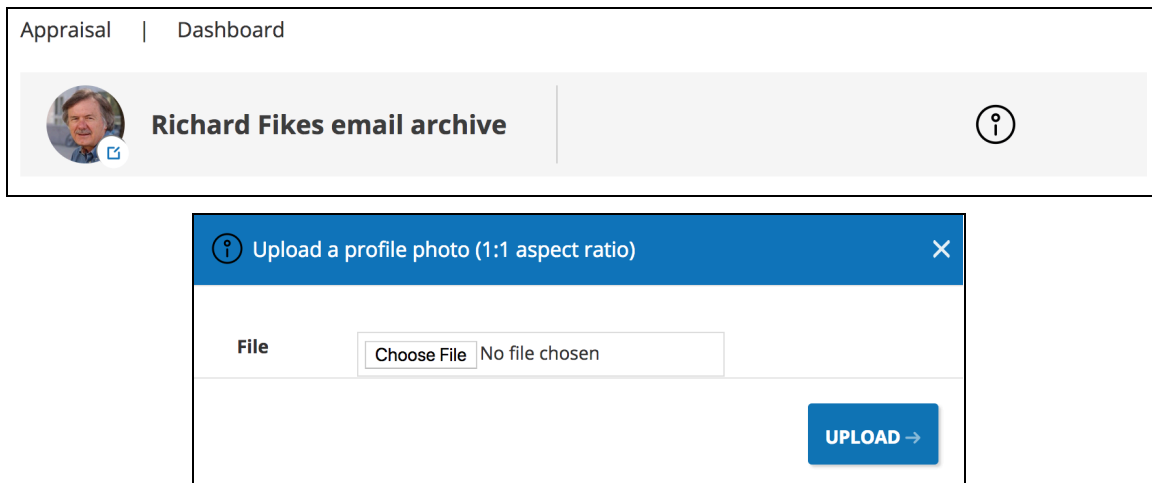 Appraisal | Dashboard
Richard Fikes email archive
Upload a profile photo (1:1 aspect ratio)
File
Choose File No file chosen
UPLOAD →